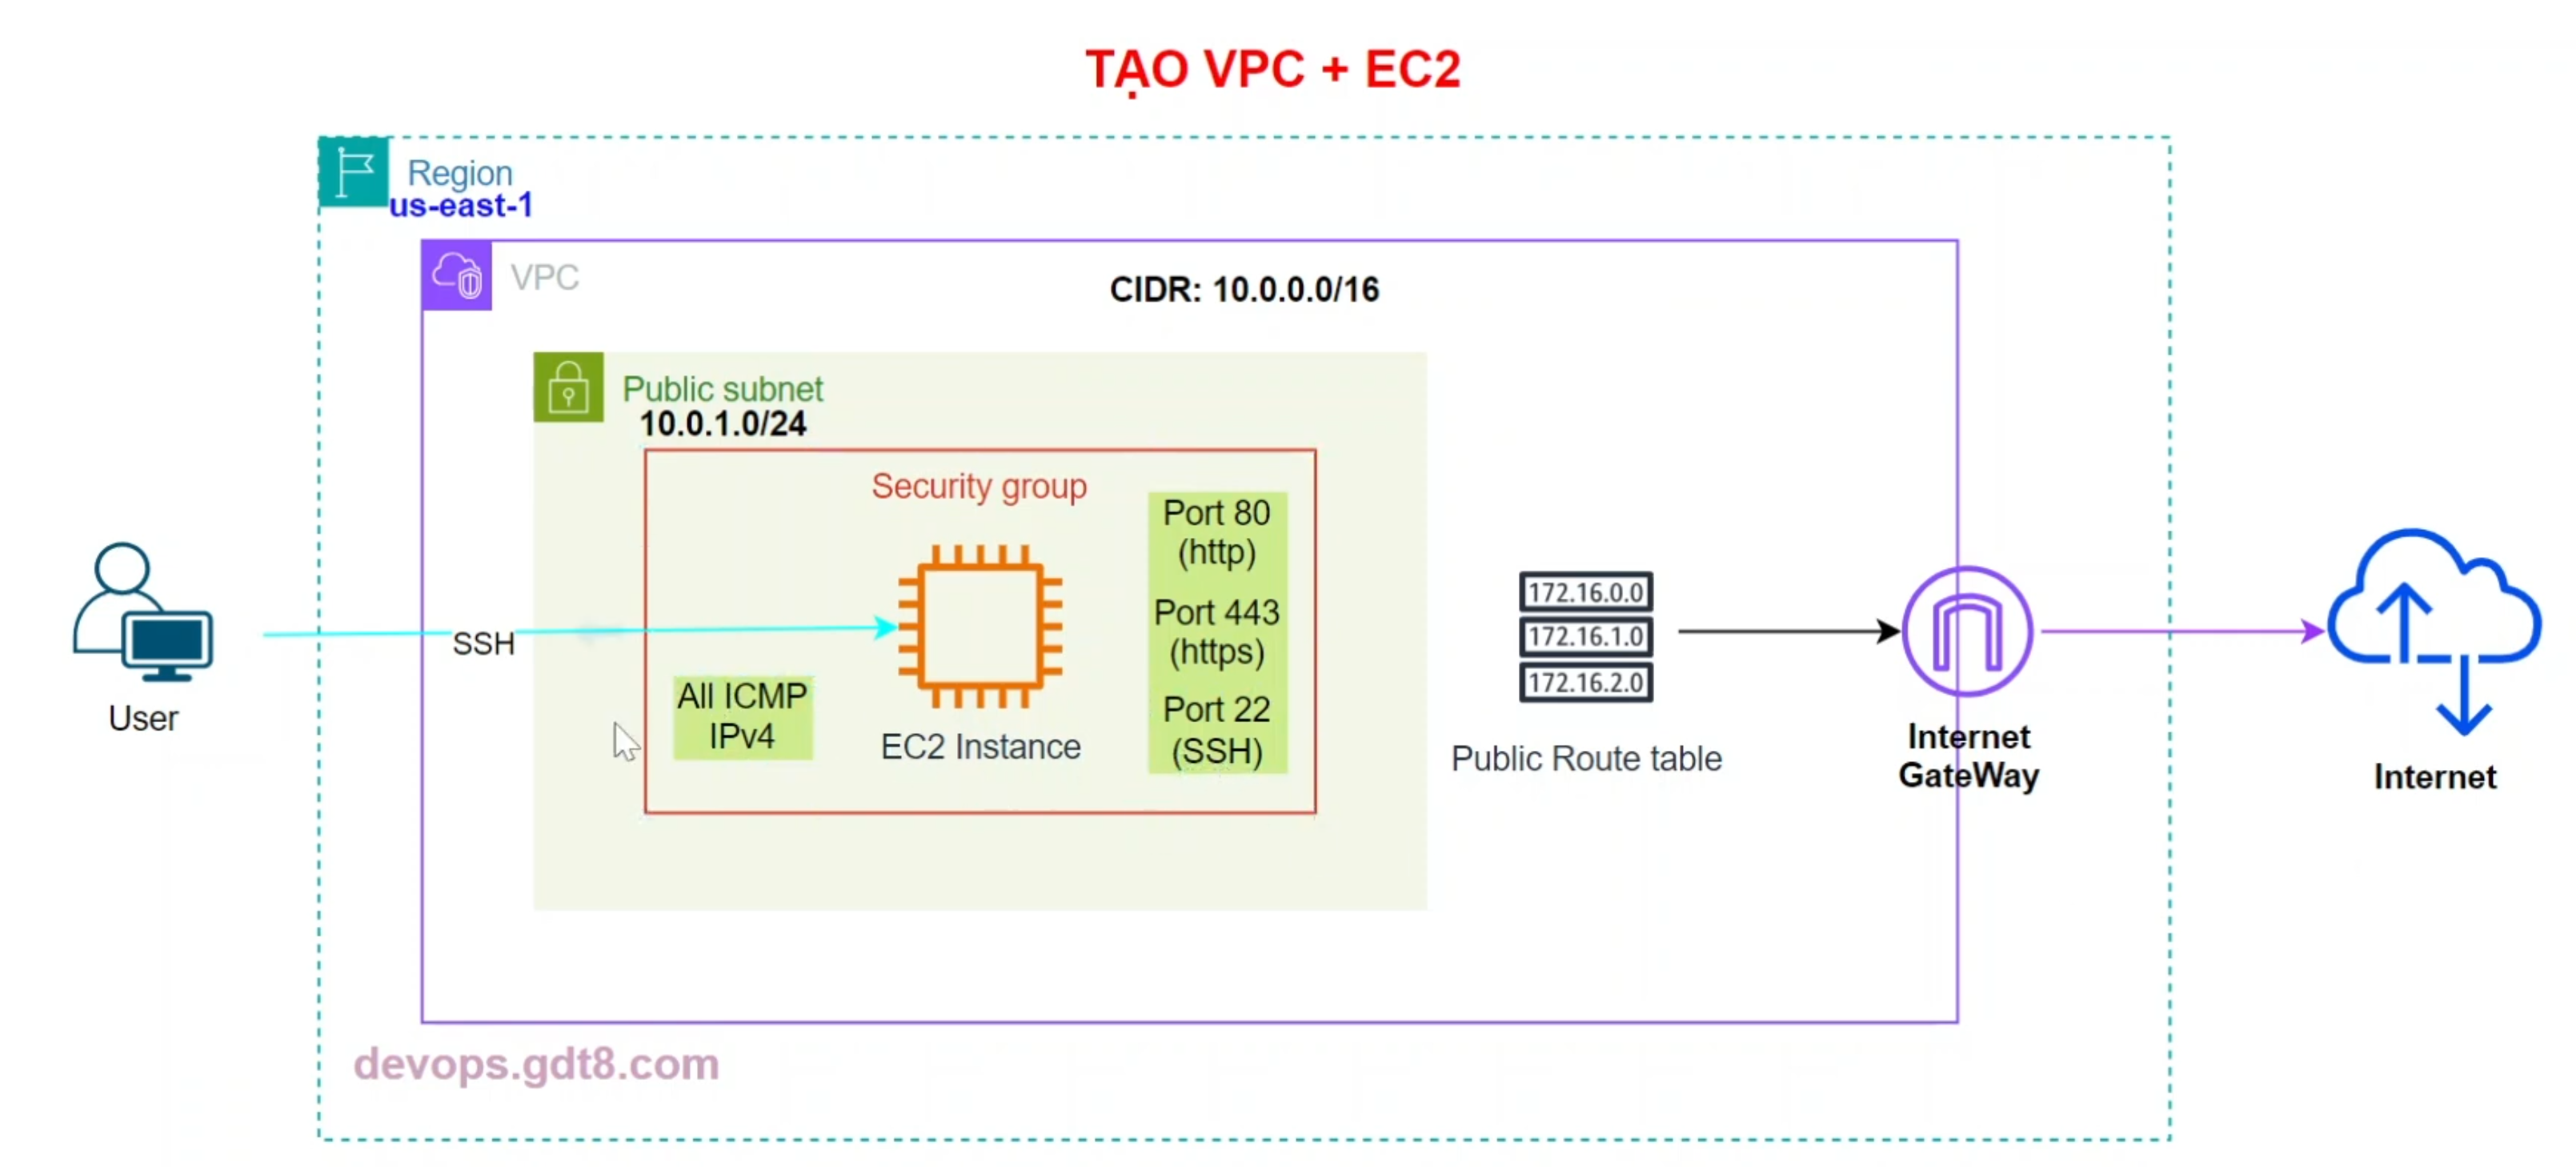 TẠO VPC + EC2
Region
us-east-1
VPC
CIDR: 10.0.0.0/16
Public subnet
10.0.1.0/24
Security group
Port 80
(http)
Port 443
(https)
Port 22
(SSH)
All ICMP
IPv4
EC2 Instance
SSH
User
172.16.0.0
172.16.1.0
172.16.2.0
Public Route table
Internet
GateWay
Internet
devops.gdt8.com